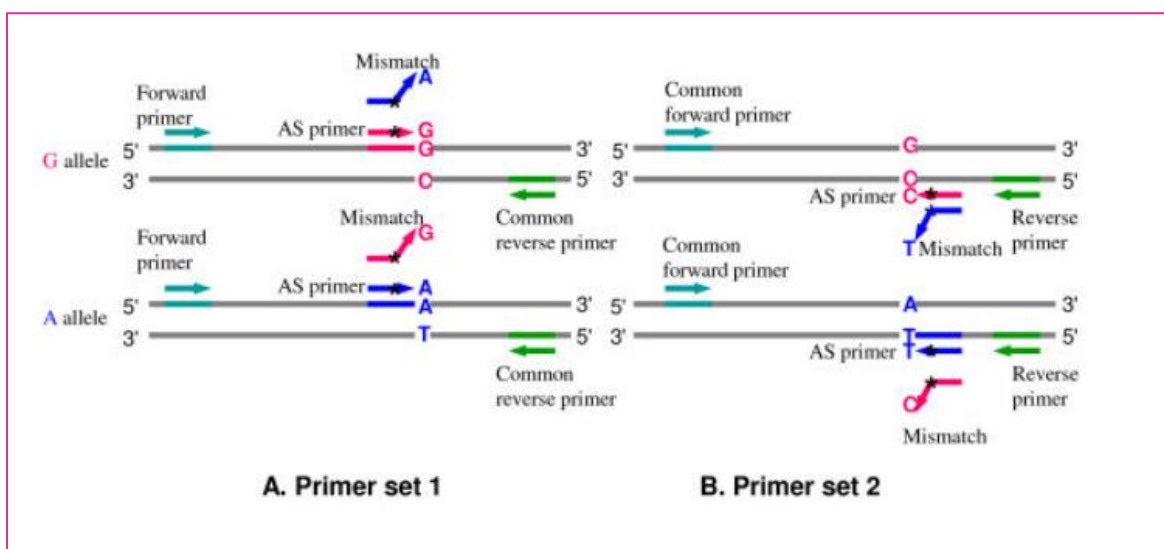 Mismatch
A
Forward
primer
AS primer
G
G allele
5'
G
3'
3'
C
5'
Mismatch
G
Common
reverse primer
Forward
primer
AS primer
A
A allele
5'
A
3'
3'
T
5'
Common
reverse primer
A. Primer set 1
Common
forward primer
5'
G
3'
3'
C
5'
AS primer
C
T
Mismatch
Reverse
primer
Common
forward primer
5'
A
3'
3'
T
5'
AS primer
T
Reverse
primer
C
Mismatch
B. Primer set 2